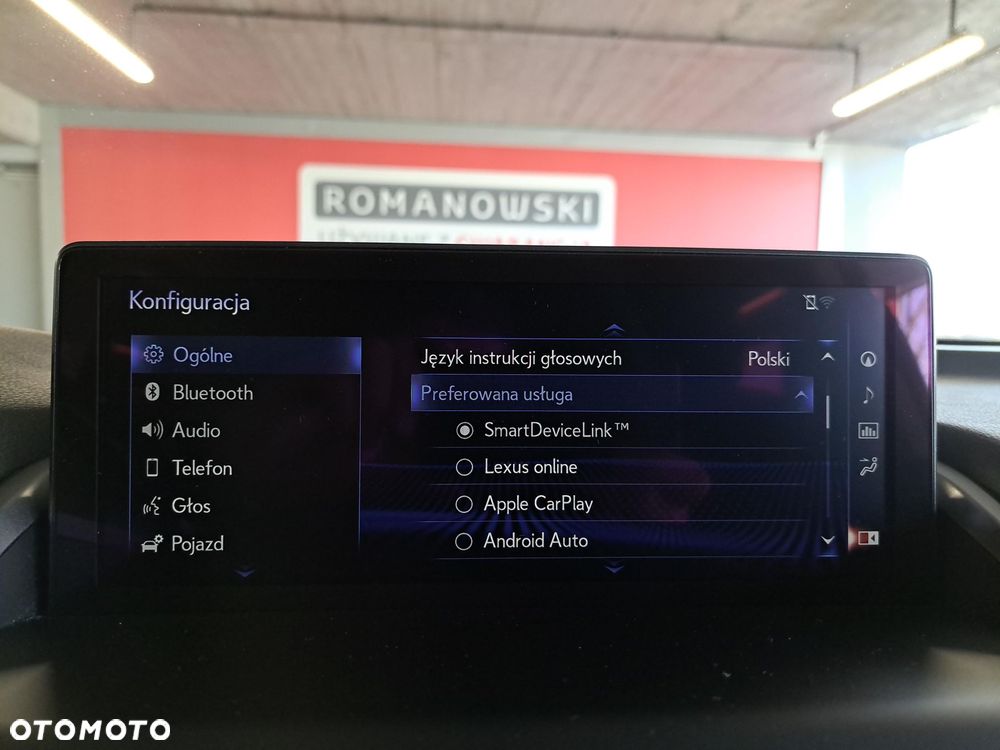 ROMANOWSKI
Konfiguracja
Ogólne
Bluetooth
Audio
Telefon
Głos
Pojazd
Język instrukcji głosowych Polski
Preferowana usługa
SmartDeviceLink™
Lexus online
Apple CarPlay
Android Auto
OTOMOTO